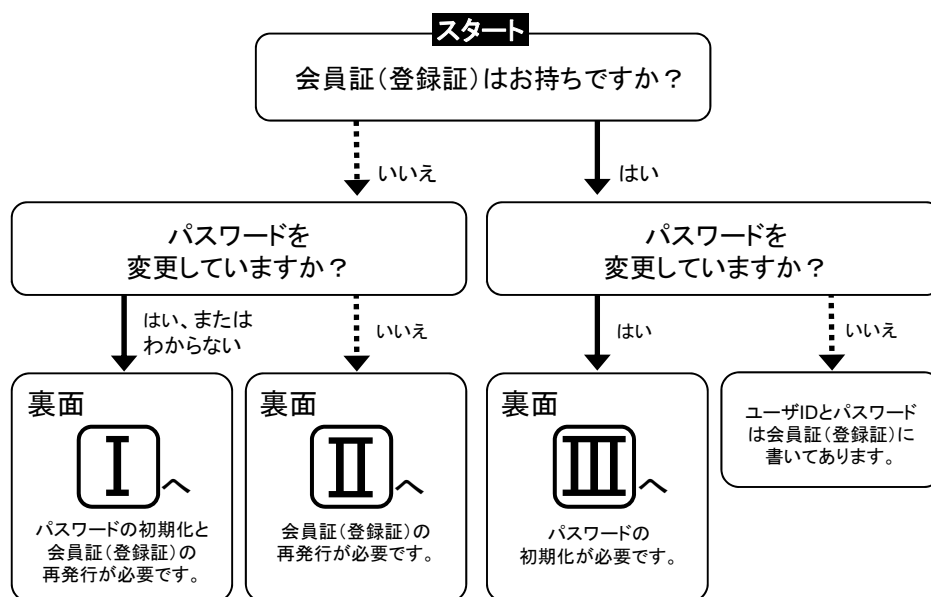 スタート
会員証(登録証)はお持ちですか？
いいえ
はい
パスワードを
変更していますか？
パスワードを
変更していますか？
はい、または
わからない
いいえ
はい
いいえ
裏面
Ⅰへ
パスワードの初期化と
会員証(登録証)の
再発行が必要です。
裏面
Ⅱへ
会員証(登録証)の
再発行が必要です。
裏面
Ⅲへ
パスワードの
初期化が必要です。
ユーザIDとパスワード
は会員証(登録証)に
書いてあります。